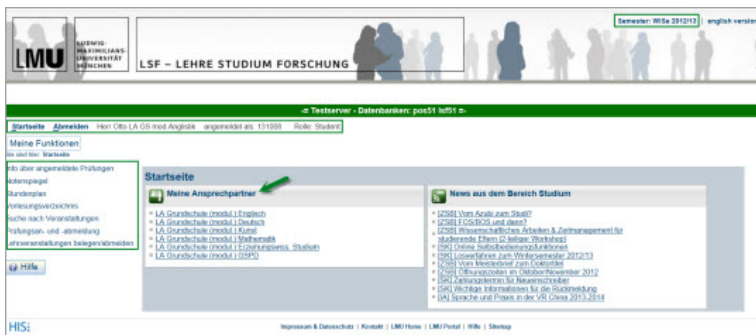 Semester: WiSe 2012/13 | english version
LMU
LUDWIG-
MAXIMILIANS-
UNIVERSITÄT
MÜNCHEN
LSF – LEHRE STUDIUM FORSCHUNG
-= Testserver - Datenbanken: pos51 lsf51 =-
Startseite Abmelden Herr Otto LA GS mod Anglistik angemeldet als: 131008 Rolle: Student
Meine Funktionen
Sie sind hier: Startseite
Info über angemeldete Prüfungen
Notenspiegel
Stundenplan
Vorlesungsverzeichnis
Suche nach Veranstaltungen
Prüfungsan- und -abmeldung
Lehrveranstaltungen belegen/abmelden
Hilfe
Startseite
Meine Ansprechpartner
LA Grundschule (modul.) Englisch
LA Grundschule (modul.) Deutsch
LA Grundschule (modul.) Kunst
LA Grundschule (modul.) Mathematik
LA Grundschule (modul.) Erziehungswiss. Studium
LA Grundschule (modul.) GSPD
News aus dem Bereich Studium
[ZSB] Vom Azubi zum Studi?
[ZSB] FOS/BOS und dann?
[ZSB] Wissenschaftliches Arbeiten & Zeitmanagement für
studierende Eltern (2-teiliger Workshop)
[SK] Online Selbstbedienungsfunktionen
[SK] Losverfahren zum Wintersemester 2012/13
[ZSB] Vom Meisterbrief zum Doktortitel
[ZSB] Öffnungszeiten im Oktober/November 2012
[SK] Zahlungstermin für Neueinschreiber
[SK] Wichtige Informationen für die Rückmeldung
[IA] Sprache und Praxis in der VR China 2013-2014
HIS
Impressum & Datenschutz | Kontakt | LMU Home | LMU Portal | Hilfe | Sitemap